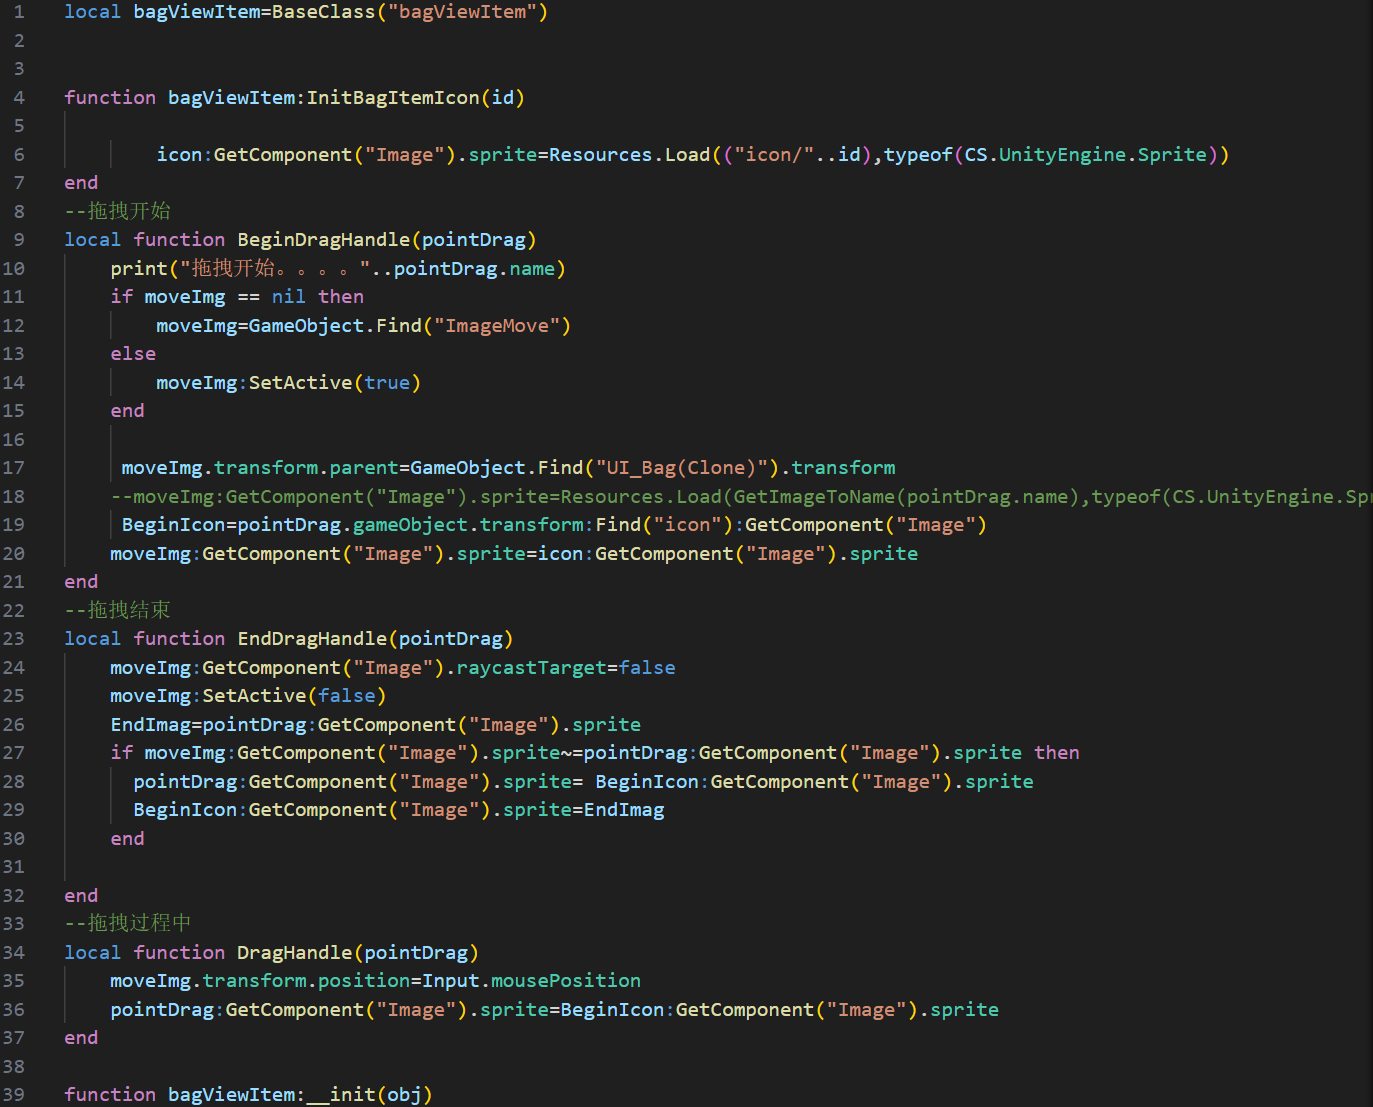 1 local bagViewItem=BaseClass("bagViewItem")
2
3
4 function bagViewItem:InitBagItemIcon(id)
5
6         icon:GetComponent("Image").sprite=Resources.Load(("icon/"..id),typeof(CS.UnityEngine.Sprite))
7 end
8 --拖拽开始
9 local function BeginDragHandle(pointDrag)
10     print("拖拽开始。。。。"..pointDrag.name)
11     if moveImg == nil then
12         moveImg=GameObject.Find("ImageMove")
13     else
14         moveImg:SetActive(true)
15     end
16
17      moveImg.transform.parent=GameObject.Find("UI_Bag(Clone)").transform
18     --moveImg:GetComponent("Image").sprite=Resources.Load(GetImageToName(pointDrag.name),typeof(CS.UnityEngine.Spr
19      BeginIcon=pointDrag.gameObject.transform:Find("icon"):GetComponent("Image")
20     moveImg:GetComponent("Image").sprite=icon:GetComponent("Image").sprite
21 end
22 --拖拽结束
23 local function EndDragHandle(pointDrag)
24     moveImg:GetComponent("Image").raycastTarget=false
25     moveImg:SetActive(false)
26     EndImag=pointDrag:GetComponent("Image").sprite
27     if moveImg:GetComponent("Image").sprite~=pointDrag:GetComponent("Image").sprite then
28       pointDrag:GetComponent("Image").sprite= BeginIcon:GetComponent("Image").sprite
29       BeginIcon:GetComponent("Image").sprite=EndImag
30     end
31
32 end
33 --拖拽过程中
34 local function DragHandle(pointDrag)
35     moveImg.transform.position=Input.mousePosition
36     pointDrag:GetComponent("Image").sprite=BeginIcon:GetComponent("Image").sprite
37 end
38
39 function bagViewItem:__init(obj)